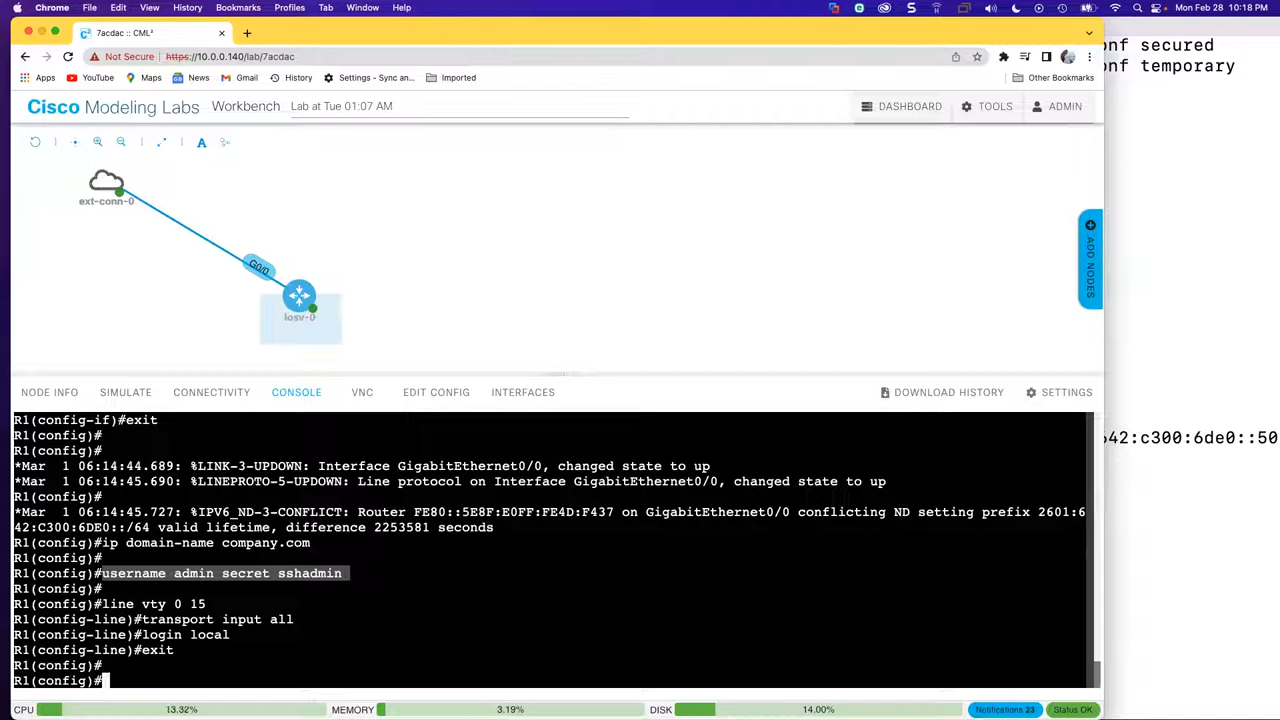 Chrome File Edit View History Bookmarks Profiles Tab Window Help Mon Feb 28 10:18 PM
7acdac :: CML²
Not Secure https://10.0.0.140/lab/7acdac
Apps YouTube Maps News Gmail History Settings - Sync an... Imported Other Bookmarks
onf secured
onf temporary
Cisco Modeling Labs Workbench Lab at Tue 01:07 AM DASHBOARD TOOLS ADMIN
A
ext-conn-0
G0/0
iosv-0
ADD NODES
NODE INFO SIMULATE CONNECTIVITY CONSOLE VNC EDIT CONFIG INTERFACES DOWNLOAD HISTORY SETTINGS
642:c300:6de0::50
R1(config-if)#exit
R1(config)#
R1(config)#
*Mar  1 06:14:44.689: %LINK-3-UPDOWN: Interface GigabitEthernet0/0, changed state to up
*Mar  1 06:14:45.690: %LINEPROTO-5-UPDOWN: Line protocol on Interface GigabitEthernet0/0, changed state to up
R1(config)#
*Mar  1 06:14:45.727: %IPV6_ND-3-CONFLICT: Router FE80::5E8F:E0FF:FE4D:F437 on GigabitEthernet0/0 conflicting ND setting prefix 2601:6
42:C300:6DE0::/64 valid lifetime, difference 2253581 seconds
R1(config)#ip domain-name company.com
R1(config)#
R1(config)#username admin secret sshadmin
R1(config)#
R1(config)#line vty 0 15
R1(config-line)#transport input all
R1(config-line)#login local
R1(config-line)#exit
R1(config)#
R1(config)#
CPU 13.32% MEMORY 3.19% DISK 14.00% Notifications 23 Status OK